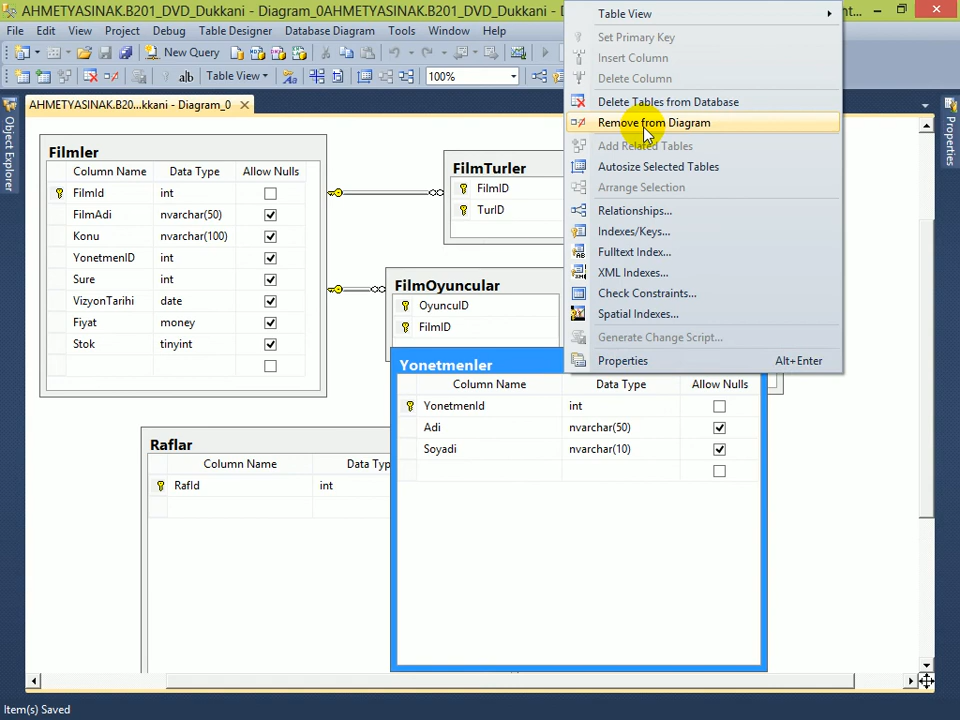 AHMETYASINAK.B201_DVD_Dukkani - Diagram_0AHMETYASINAK.B201_DVD_Dukkani - D
nt...
File Edit View Project Debug Table Designer Database Diagram Tools Window Help
New Query
ab Table View 100%
AHMETYASINAK.B20...kkani - Diagram_0
Object Explorer
Properties
Filmler
Column Name Data Type Allow Nulls
FilmId int
FilmAdi nvarchar(50)
Konu nvarchar(100)
YonetmenID int
Sure int
VizyonTarihi date
Fiyat money
Stok tinyint
FilmTurler
FilmID
TurID
FilmOyuncular
OyuncuID
FilmID
Yonetmenler
Column Name Data Type Allow Nulls
YonetmenId int
Adi nvarchar(50)
Soyadi nvarchar(10)
Raflar
Column Name Data Typ
RafId int
Table View
Set Primary Key
Insert Column
Delete Column
Delete Tables from Database
Remove from Diagram
Add Related Tables
Autosize Selected Tables
Arrange Selection
Relationships...
Indexes/Keys...
Fulltext Index...
XML Indexes...
Check Constraints...
Spatial Indexes...
Generate Change Script...
Properties Alt+Enter
Item(s) Saved